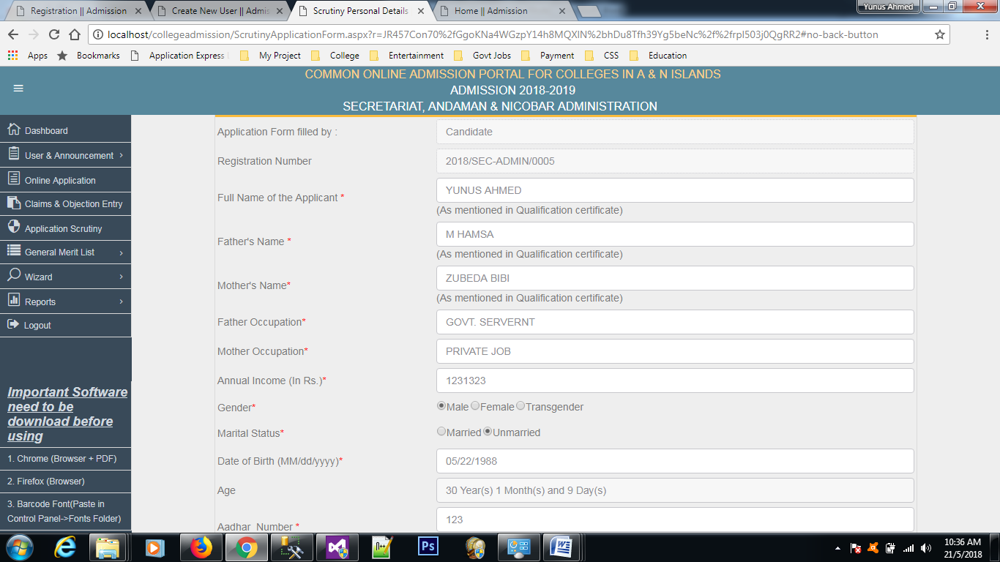 Registration || Admission
Create New User || Admis
Scrutiny Personal Details
Home || Admission
Yunus Ahmed
localhost/collegeadmission/ScrutinyApplicationForm.aspx?r=JR457Con70%2fGgoKNa4WGzpY14h8MQXIN%2bhDu8Tfh39Yg5beNc%2f%2frpI503j0QgRR2#no-back-button
Apps Bookmarks Application Express My Project College Entertainment Govt Jobs Payment CSS Education
COMMON ONLINE ADMISSION PORTAL FOR COLLEGES IN A & N ISLANDS
ADMISSION 2018-2019
SECRETARIAT, ANDAMAN & NICOBAR ADMINISTRATION
Dashboard
User & Announcement
Online Application
Claims & Objection Entry
Application Scrutiny
General Merit List
Wizard
Reports
Logout
Important Software
need to be
download before
using
1. Chrome (Browser + PDF)
2. Firefox (Browser)
3. Barcode Font(Paste in
Control Panel->Fonts Folder)
Application Form filled by : Candidate
Registration Number 2018/SEC-ADMIN/0005
Full Name of the Applicant * YUNUS AHMED
(As mentioned in Qualification certificate)
Father's Name * M HAMSA
(As mentioned in Qualification certificate)
Mother's Name* ZUBEDA BIBI
(As mentioned in Qualification certificate)
Father Occupation* GOVT. SERVERNT
Mother Occupation* PRIVATE JOB
Annual Income (In Rs.)* 1231323
Gender* Male Female Transgender
Marital Status* Married Unmarried
Date of Birth (MM/dd/yyyy)* 05/22/1988
Age 30 Year(s) 1 Month(s) and 9 Day(s)
Aadhar Number * 123
N++
Ps
W
10:36 AM
21/5/2018